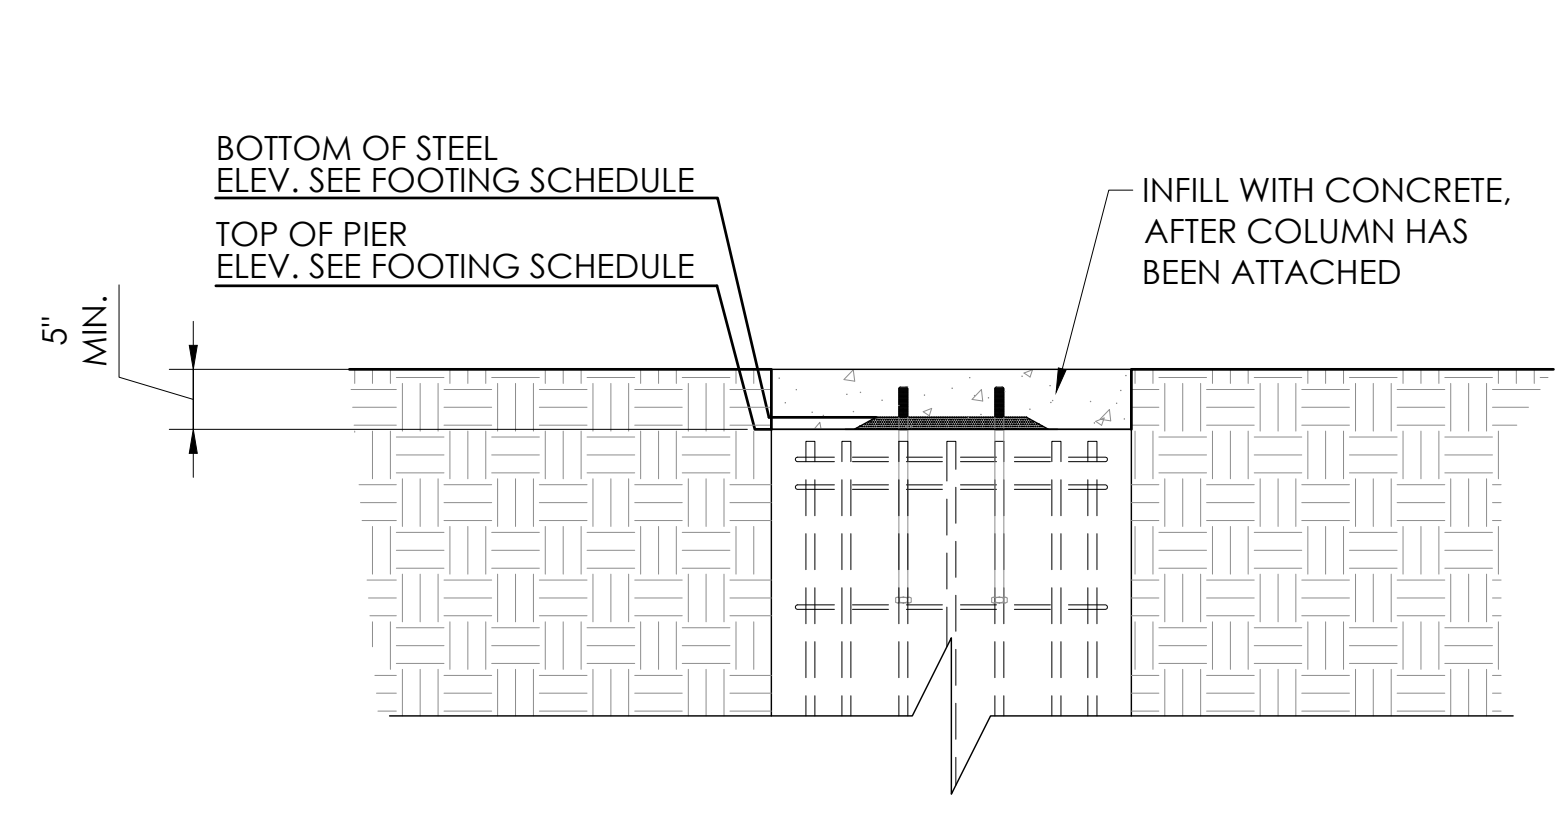 BOTTOM OF STEEL
ELEV. SEE FOOTING SCHEDULE
TOP OF PIER
ELEV. SEE FOOTING SCHEDULE
INFILL WITH CONCRETE,
AFTER COLUMN HAS
BEEN ATTACHED
5"
MIN.